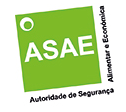 ASAE
Autoridade de Segurança
Alimentar e Económica